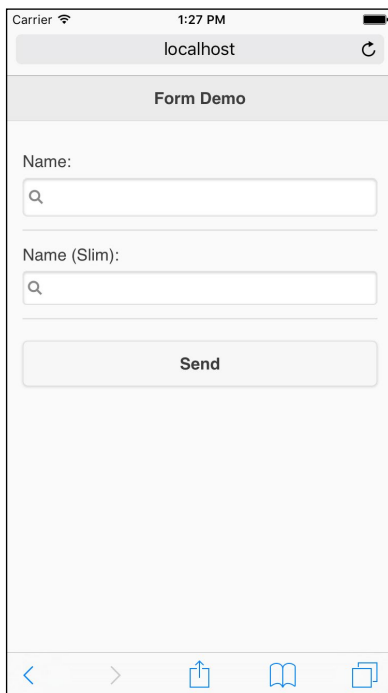 Carrier 1:27 PM
localhost
Form Demo
Name:
Name (Slim):
Send